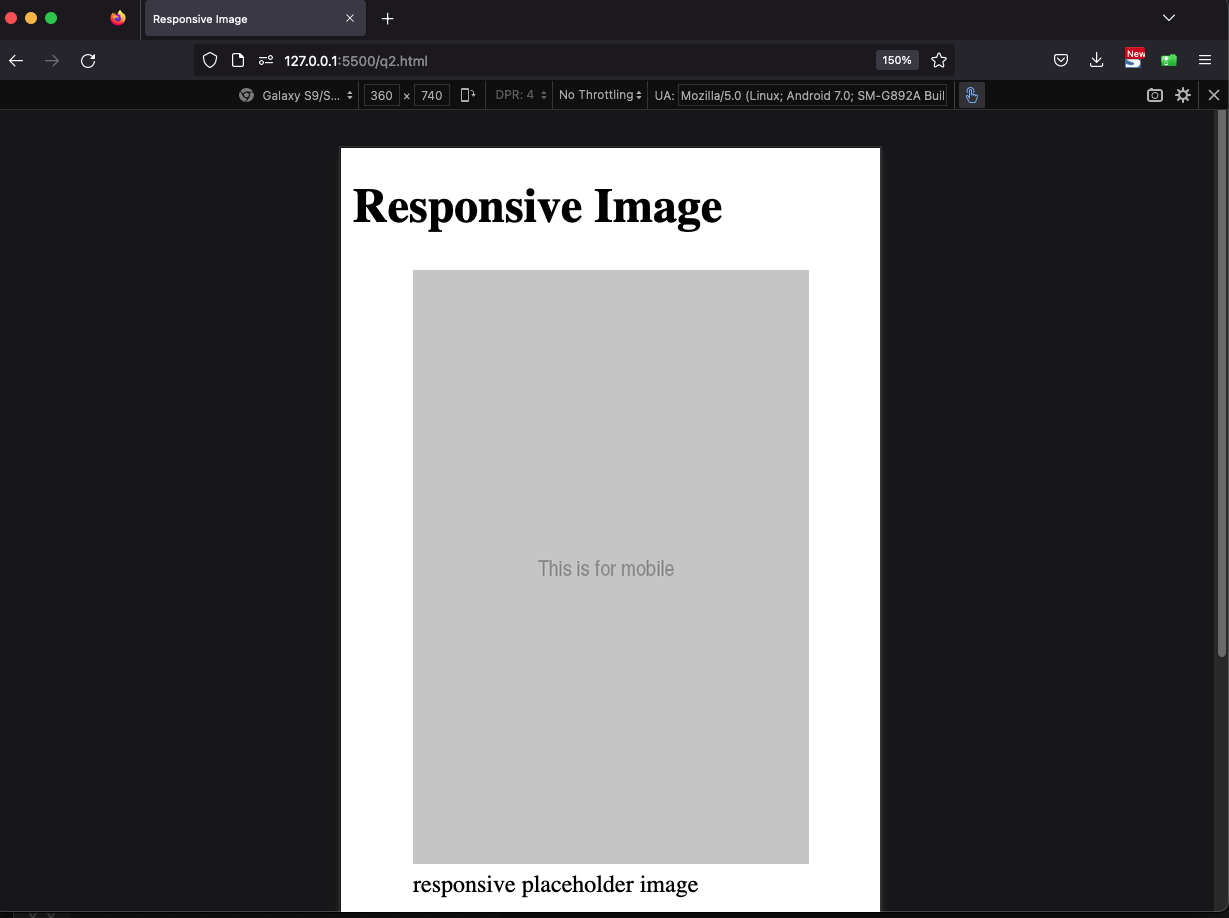 Responsive Image
127.0.0.1:5500/q2.html
150%
New
Galaxy S9/S... 360 × 740 DPR: 4 No Throttling UA: Mozilla/5.0 (Linux; Android 7.0; SM-G892A Buil
Responsive Image
This is for mobile
responsive placeholder image